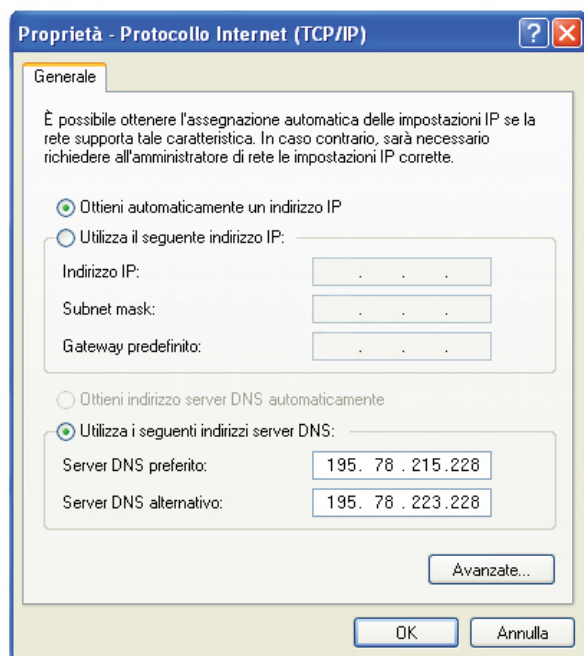 Proprietà - Protocollo Internet (TCP/IP)
Generale
È possibile ottenere l'assegnazione automatica delle impostazioni IP se la
rete supporta tale caratteristica. In caso contrario, sarà necessario
richiedere all'amministratore di rete le impostazioni IP corrette.
Ottieni automaticamente un indirizzo IP
Utilizza il seguente indirizzo IP:
Indirizzo IP:
Subnet mask:
Gateway predefinito:
Ottieni indirizzo server DNS automaticamente
Utilizza i seguenti indirizzi server DNS:
Server DNS preferito: 195. 78 .215.228
Server DNS alternativo: 195. 78 .223.228
Avanzate...
OK Annulla